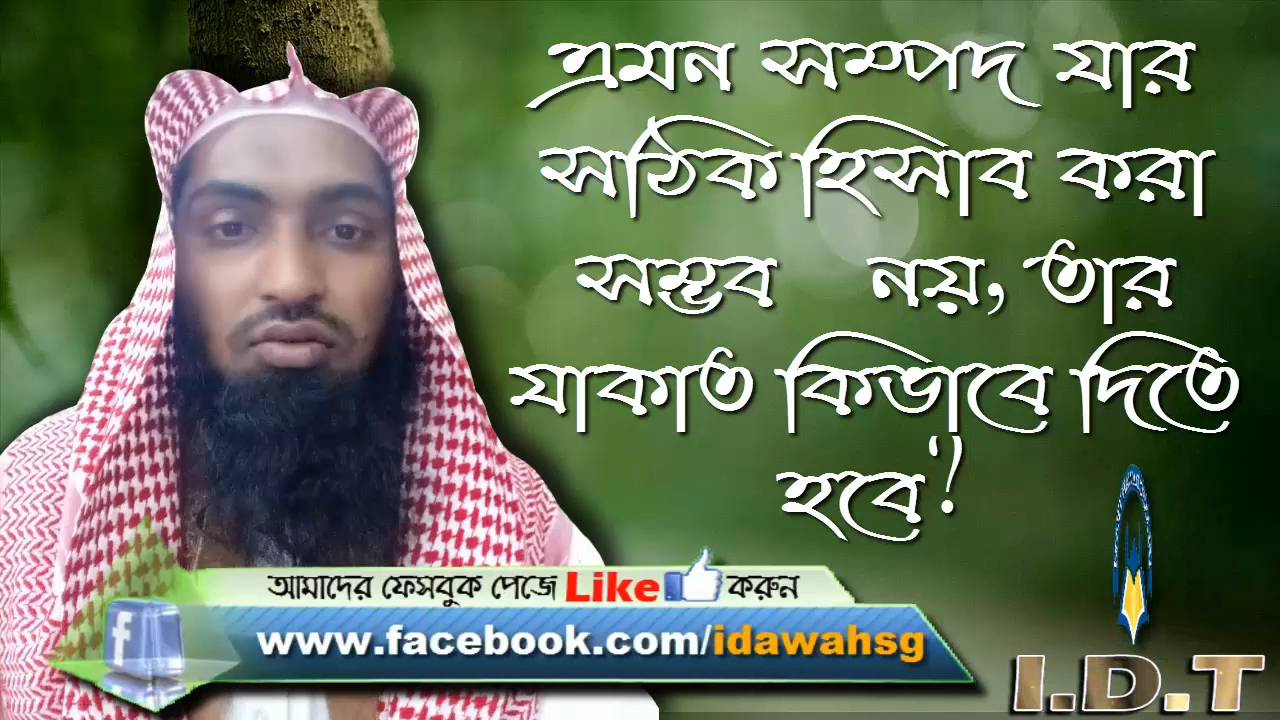 এমন সম্পদ যার
সঠিক হিসাব করা
সম্ভব নয়, তার
যাকাত কিভাবে দিতে
হবে?
আমাদের ফেসবুক পেজে Like করুন
f
www.facebook.com/idawahsg
I.D.T